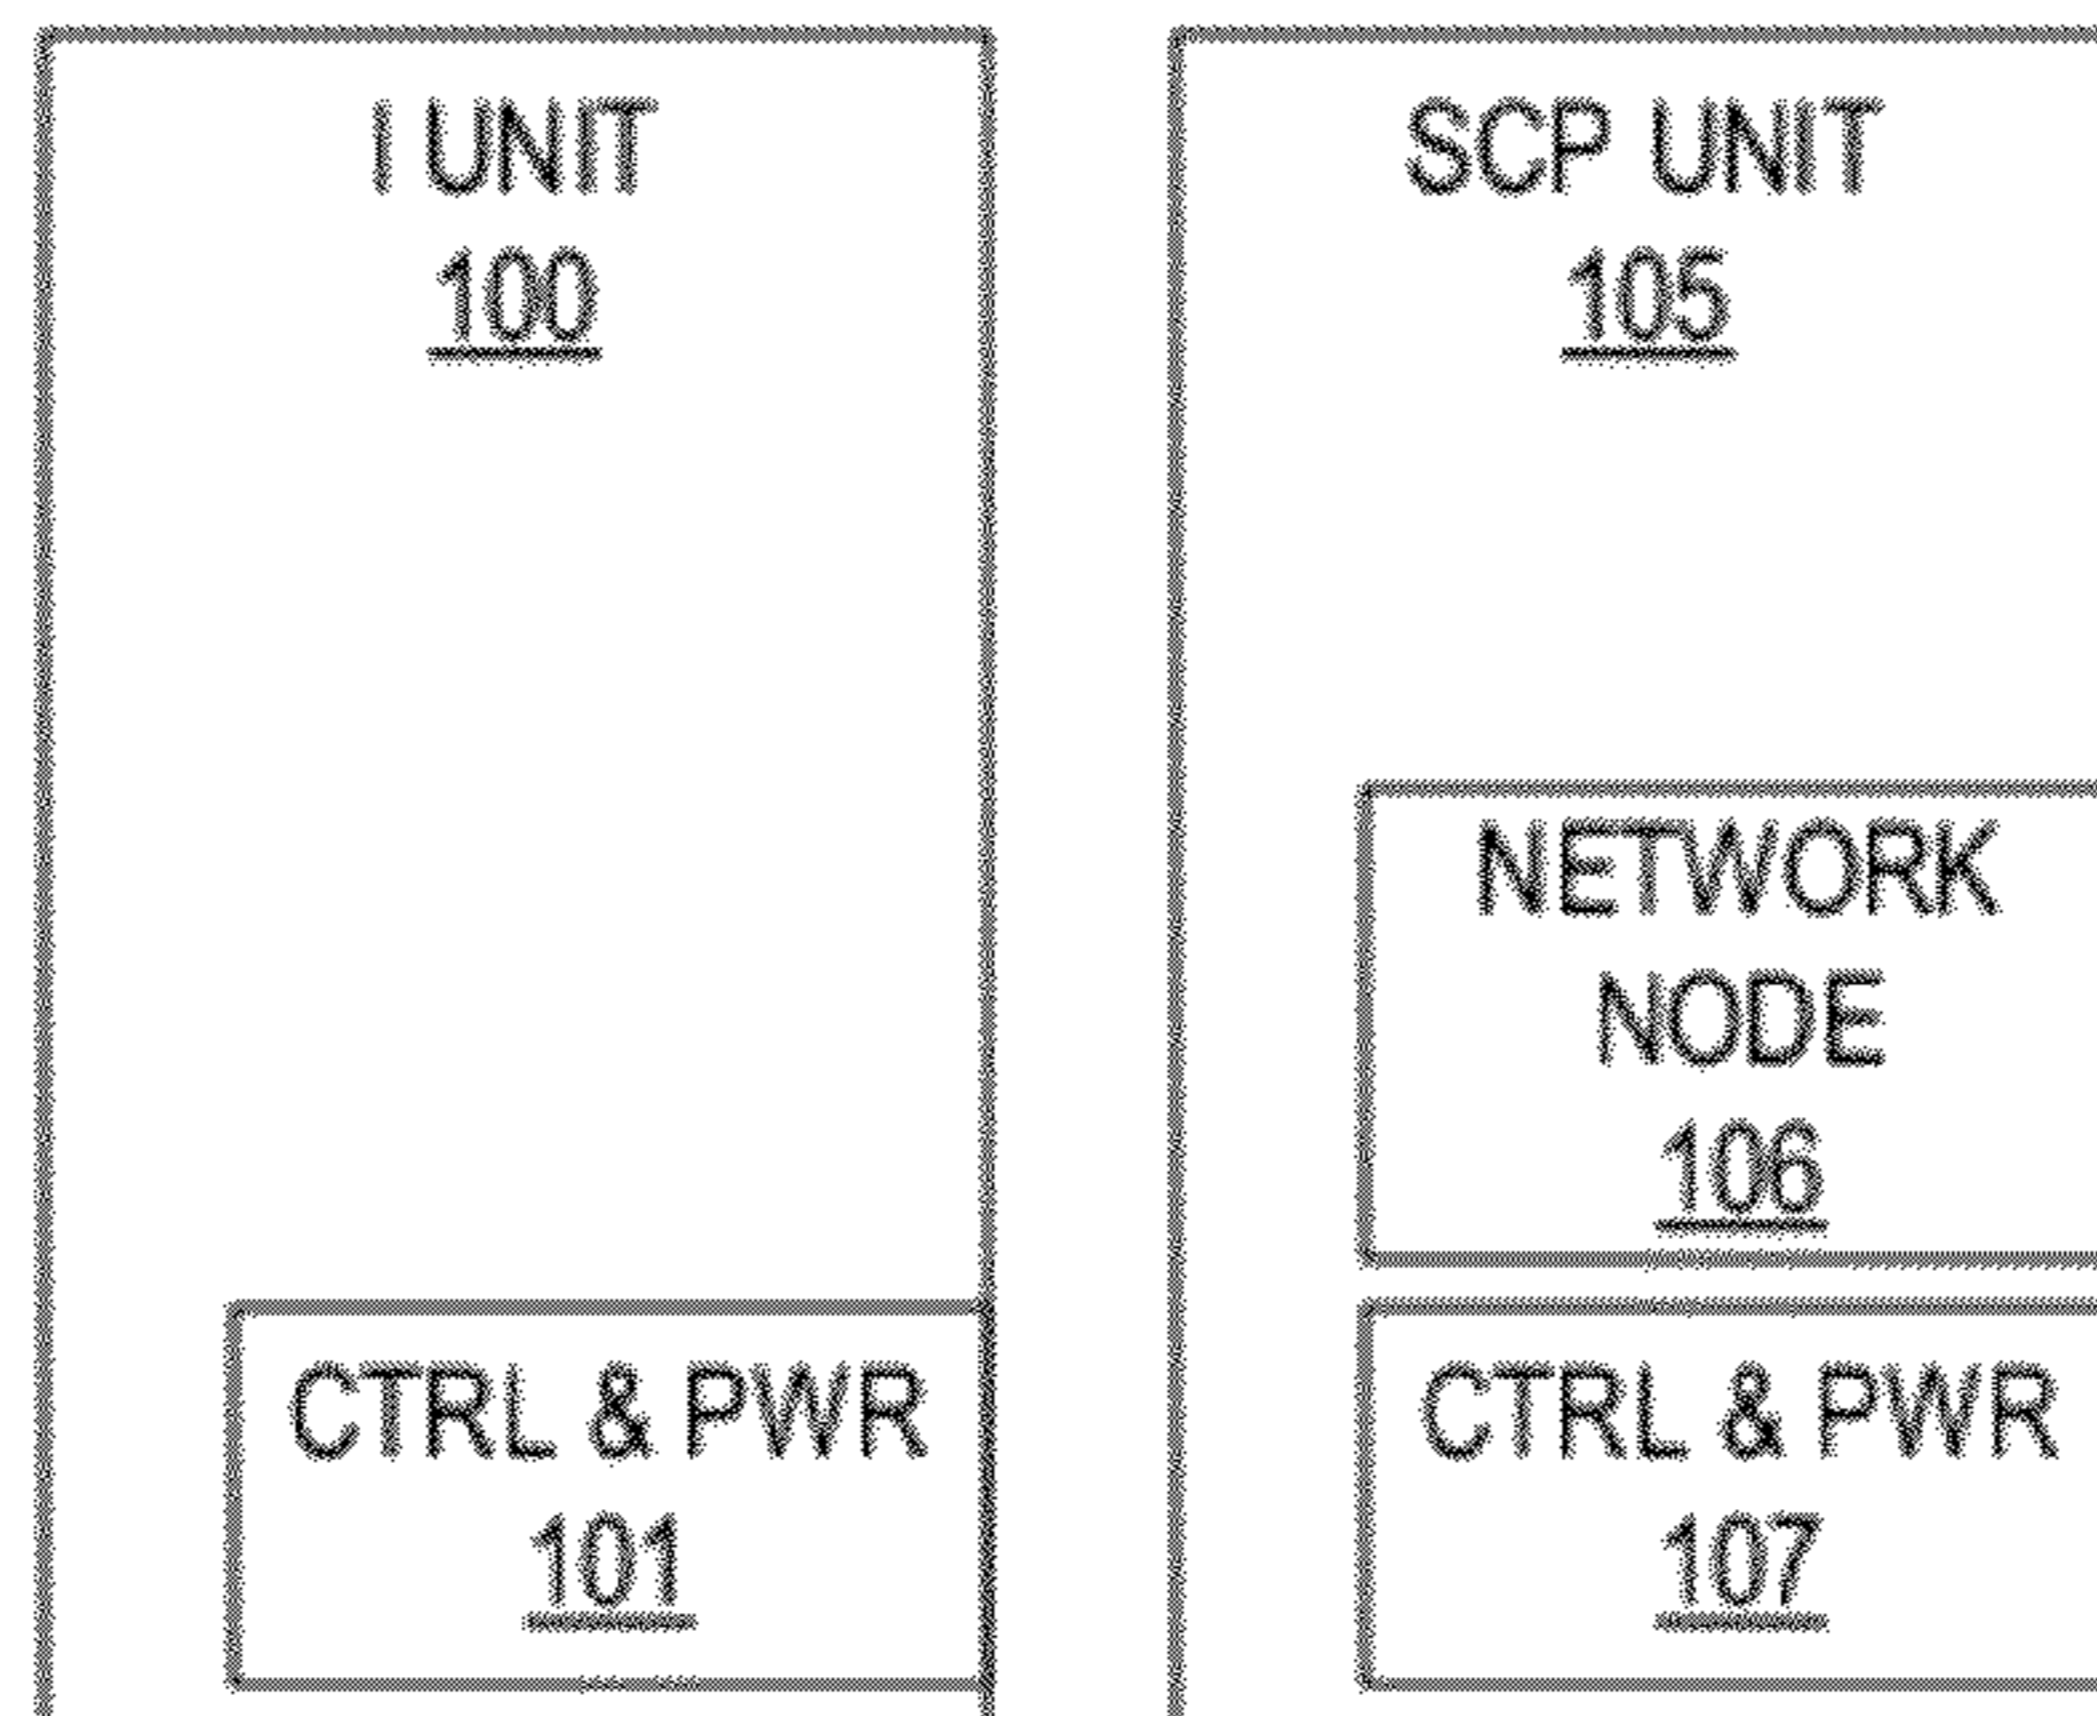 I UNIT
100
CTRL & PWR
101
SCP UNIT
105
NETWORK
NODE
106
CTRL & PWR
107